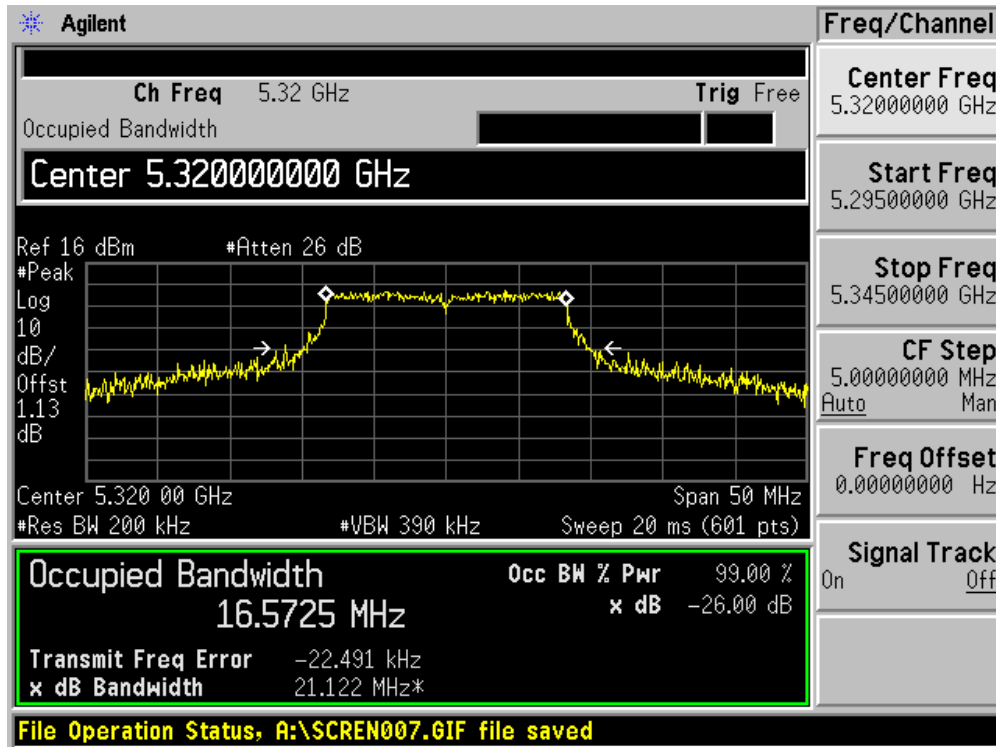 Agilent
Freq/Channel
Ch Freq 5.32 GHz Trig Free
Occupied Bandwidth
Center 5.320000000 GHz
Ref 16 dBm #Atten 26 dB
#Peak
Log
10
dB/
Offst
1.13
dB
Center 5.320 00 GHz Span 50 MHz
#Res BW 200 kHz #VBW 390 kHz Sweep 20 ms (601 pts)
Occupied Bandwidth Occ BW % Pwr 99.00 %
16.5725 MHz x dB -26.00 dB
Transmit Freq Error -22.491 kHz
x dB Bandwidth 21.122 MHz*
File Operation Status, A:\SCREN007.GIF file saved
Center Freq
5.32000000 GHz
Start Freq
5.29500000 GHz
Stop Freq
5.34500000 GHz
CF Step
5.00000000 MHz
Auto Man
Freq Offset
0.00000000 Hz
Signal Track
On Off